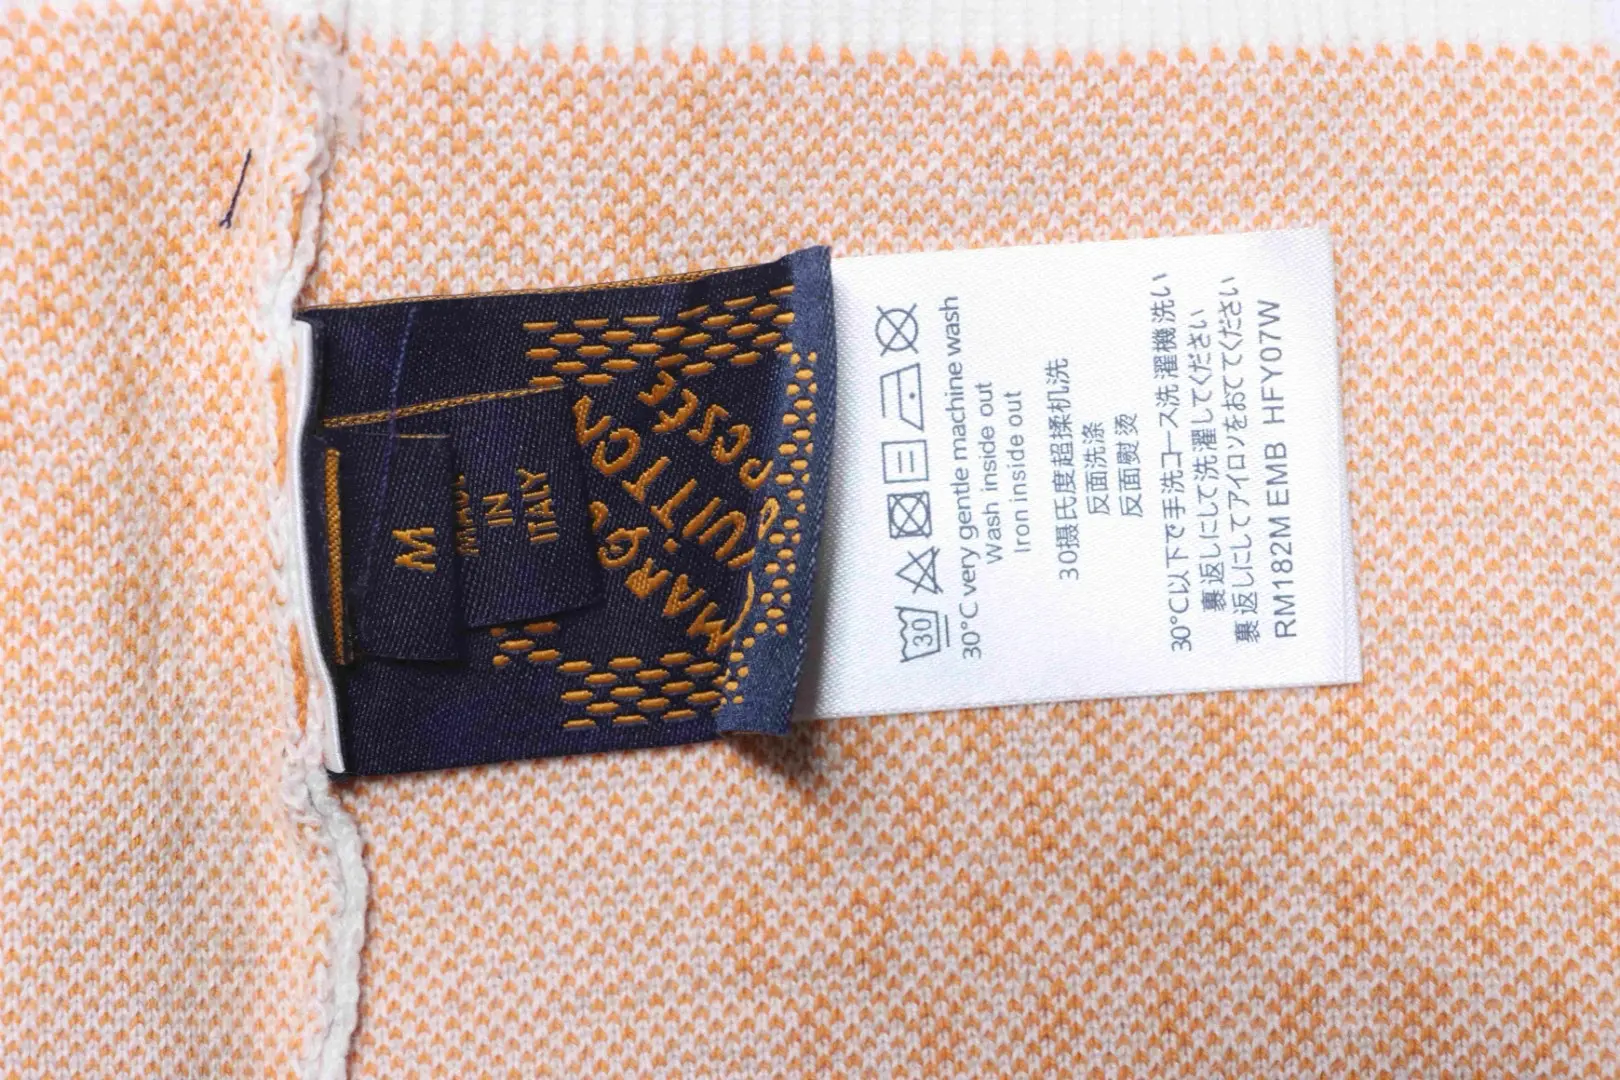 M
MADE
IN
ITALY
MARQUE
L. VUITTON
DÉPOSÉE
30
30°C very gentle machine wash
Wash inside out
Iron inside out
30摄氏度超揉机洗
反面洗涤
反面熨烫
30°C以下で手洗コース洗濯機洗い
裏返しにして洗濯してください
裏返しにしてアイロンをおててください
RM182M EMB HFY07W